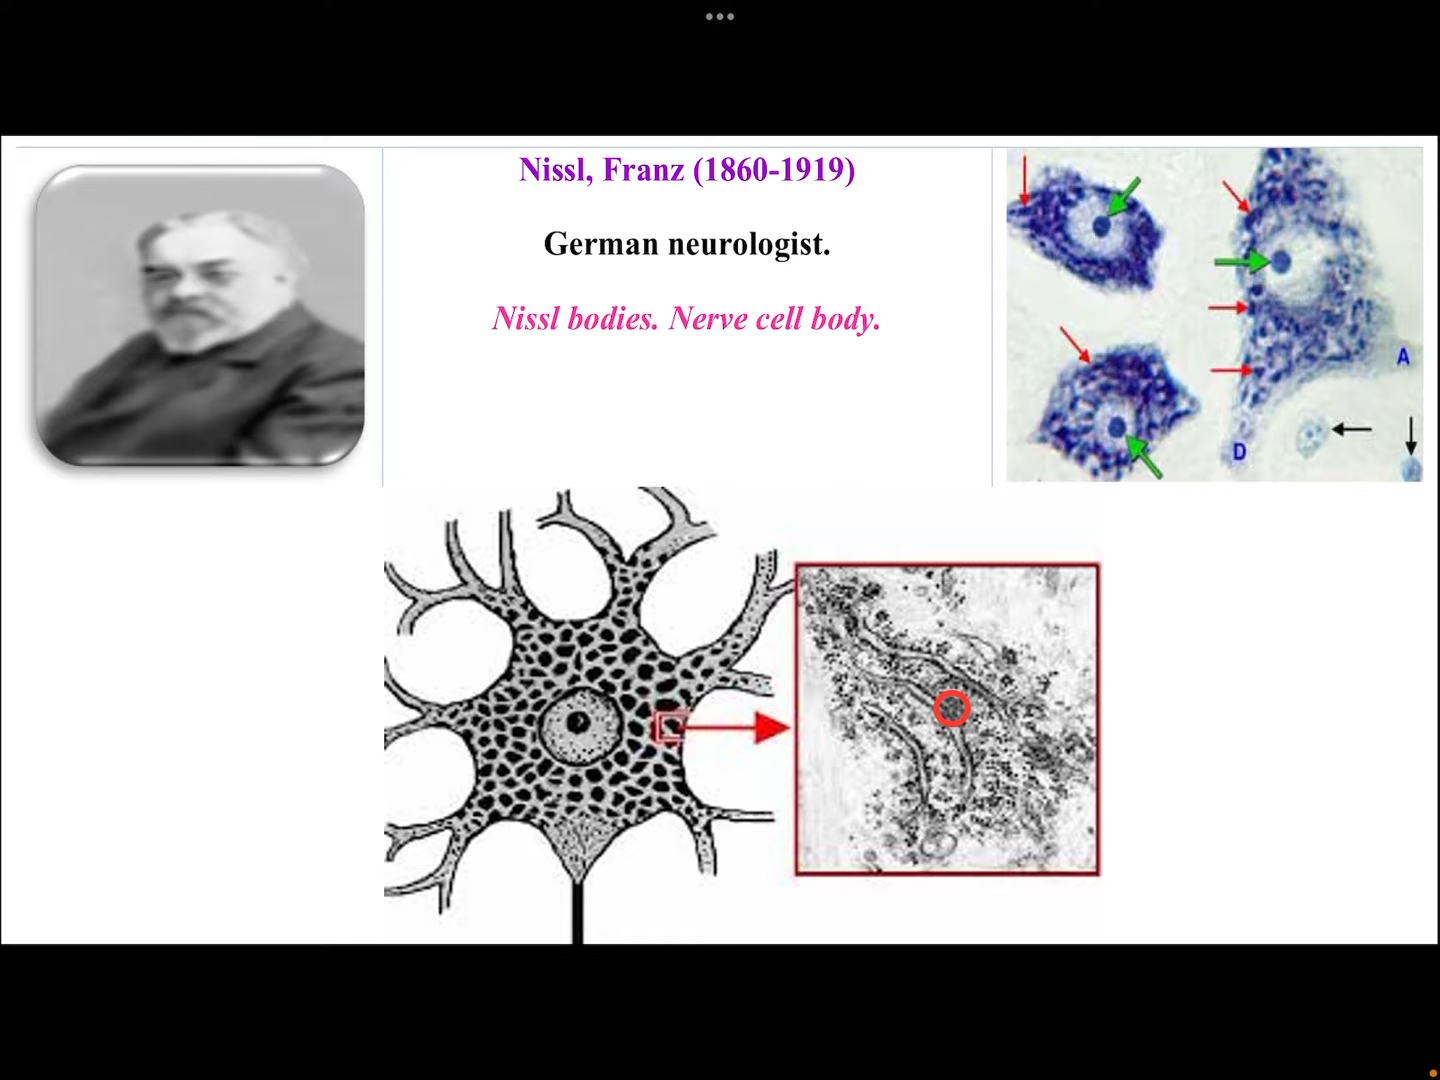 Nissl, Franz (1860-1919)
German neurologist.
Nissl bodies. Nerve cell body.
A
D